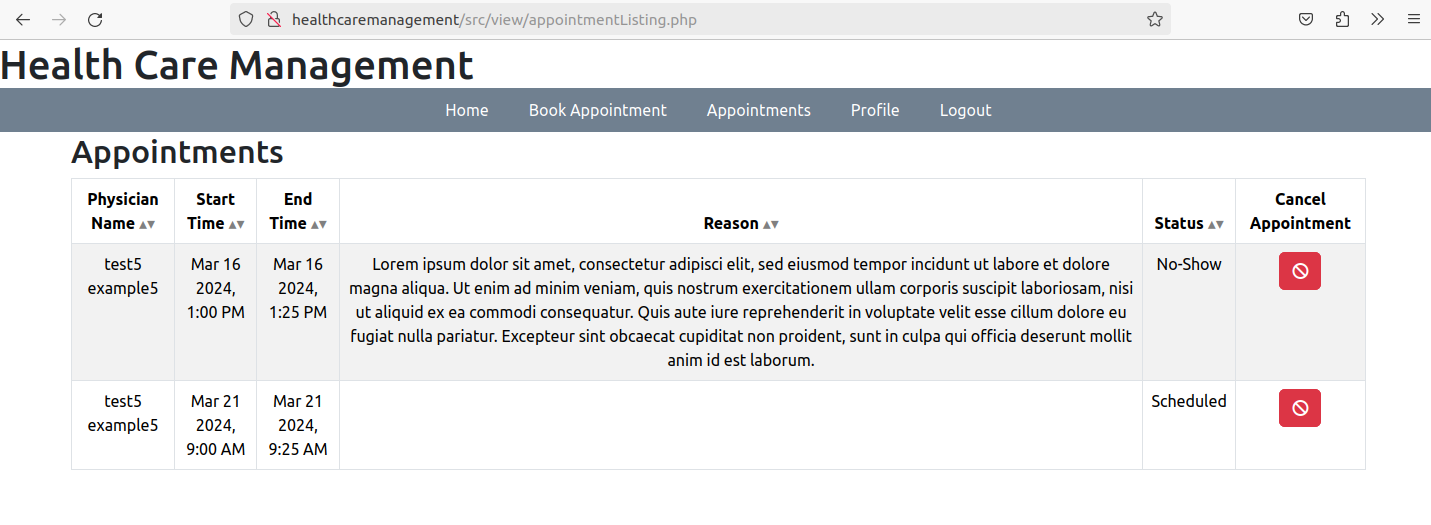 healthcaremanagement/src/view/appointmentListing.php
Health Care Management
Home Book Appointment Appointments Profile Logout
Appointments
Physician Name ▲▼
Start Time ▲▼
End Time ▲▼
Reason ▲▼
Status ▲▼
Cancel Appointment
test5
example5
Mar 16
2024,
1:00 PM
Mar 16
2024,
1:25 PM
Lorem ipsum dolor sit amet, consectetur adipisci elit, sed eiusmod tempor incidunt ut labore et dolore
magna aliqua. Ut enim ad minim veniam, quis nostrum exercitationem ullam corporis suscipit laboriosam, nisi
ut aliquid ex ea commodi consequatur. Quis aute iure reprehenderit in voluptate velit esse cillum dolore eu
fugiat nulla pariatur. Excepteur sint obcaecat cupiditat non proident, sunt in culpa qui officia deserunt mollit
anim id est laborum.
No-Show
test5
example5
Mar 21
2024,
9:00 AM
Mar 21
2024,
9:25 AM
Scheduled